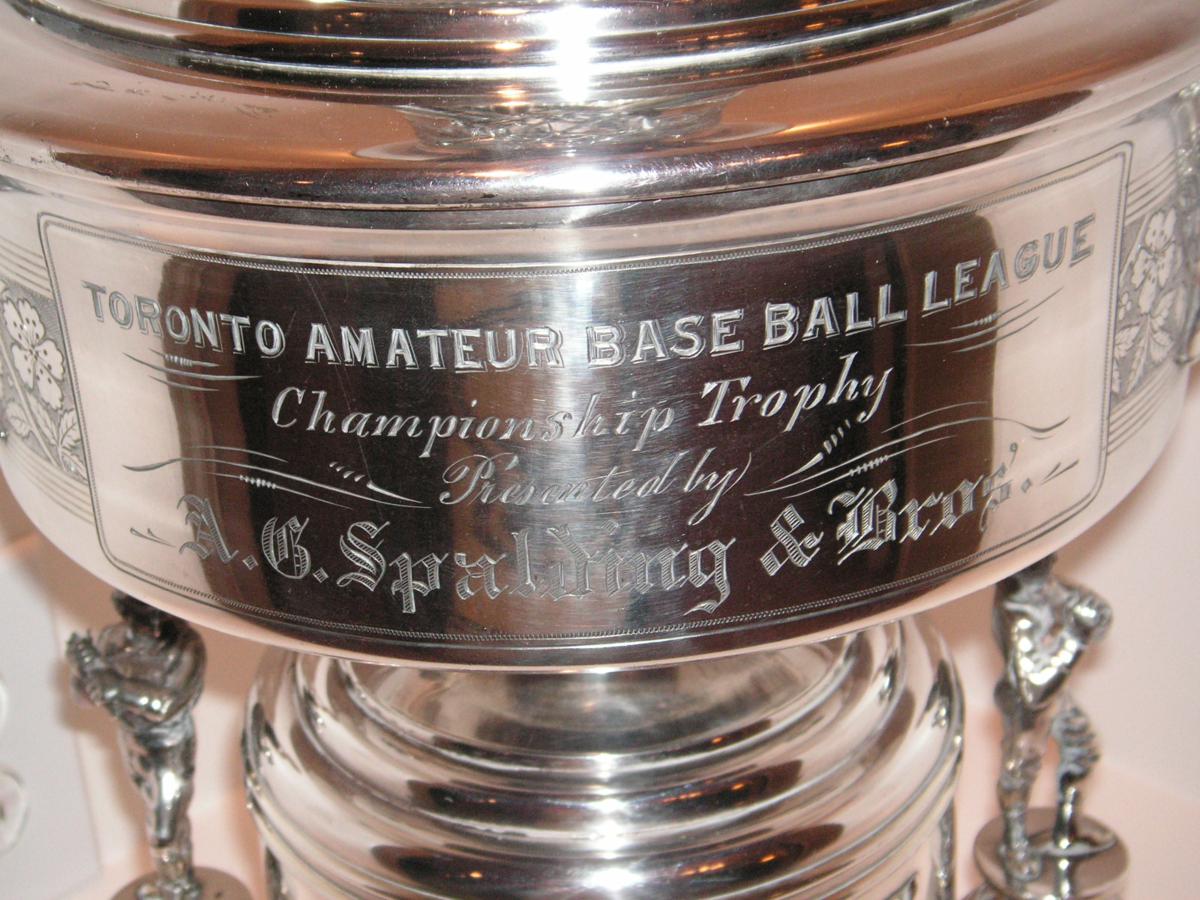 TORONTO AMATEUR BASE BALL LEAGUE
Championship Trophy
Presented by
A.G. Spalding & Bros.